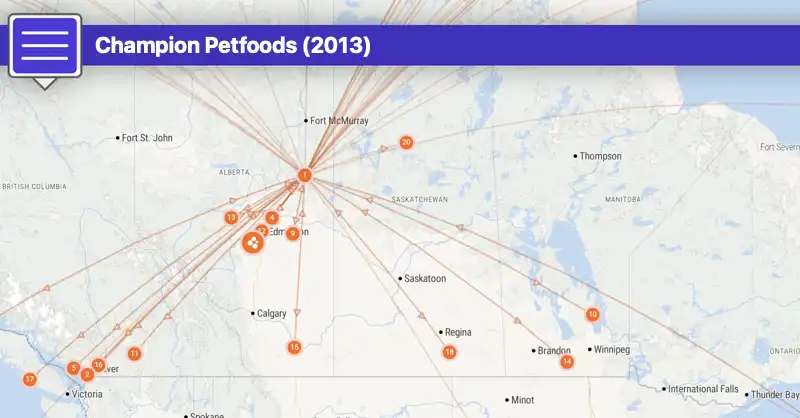 Champion Petfoods (2013)
Fort McMurray
Fort St. John
20
Thompson
Fort Severn
ALBERTA
1
BRITISH COLUMBIA
SASKATCHEWAN
MANITOBA
13
4
12
Edmonton
9
Saskatoon
Calgary
10
Regina
15
18
Brandon
Winnipeg
ONTARIO
11
14
16
5
2
ver
17
Victoria
International Falls
Thunder Bay
Minot
Spokane